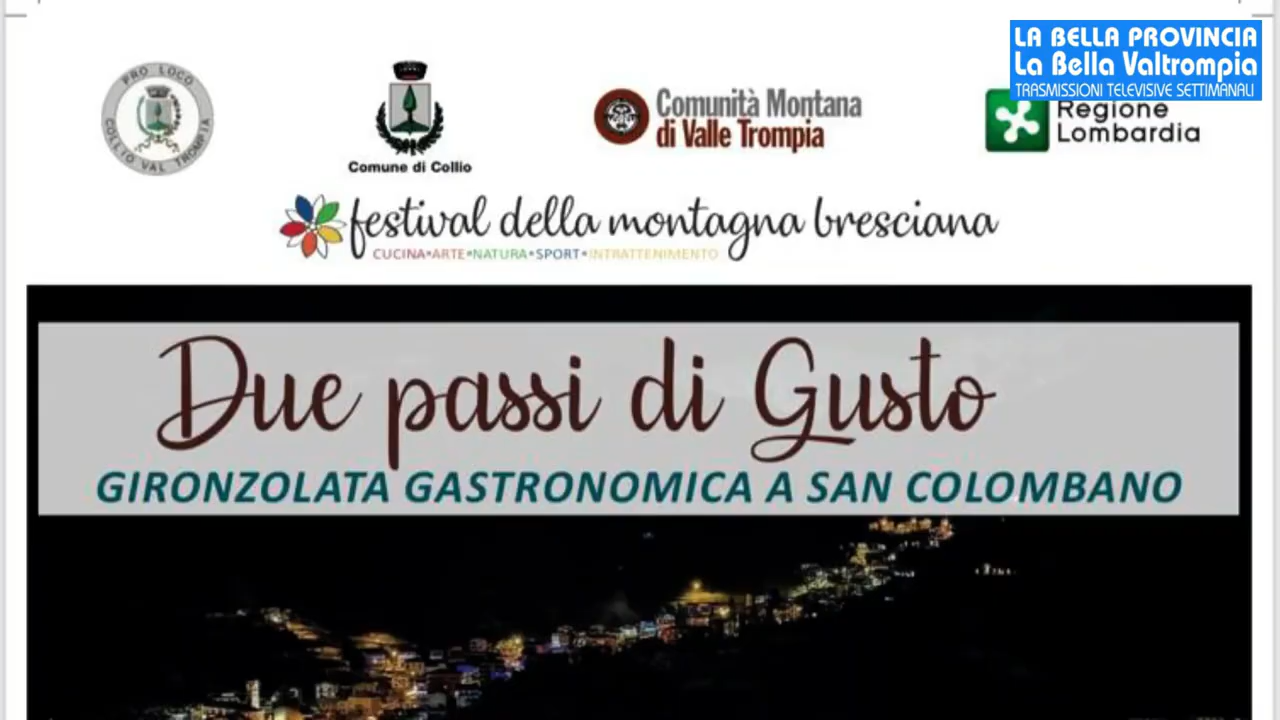 LA BELLA PROVINCIA
La Bella Valtrompia
TRASMISSIONI TELEVISIVE SETTIMANALI
PRO LOCO
COLLIO VAL TROMPIA
Comune di Collio
Comunità Montana
di Valle Trompia
Regione
Lombardia
festival della montagna bresciana
CUCINA•ARTE•NATURA•SPORT•INTRATTENIMENTO
Due passi di Gusto
GIRONZOLATA GASTRONOMICA A SAN COLOMBANO